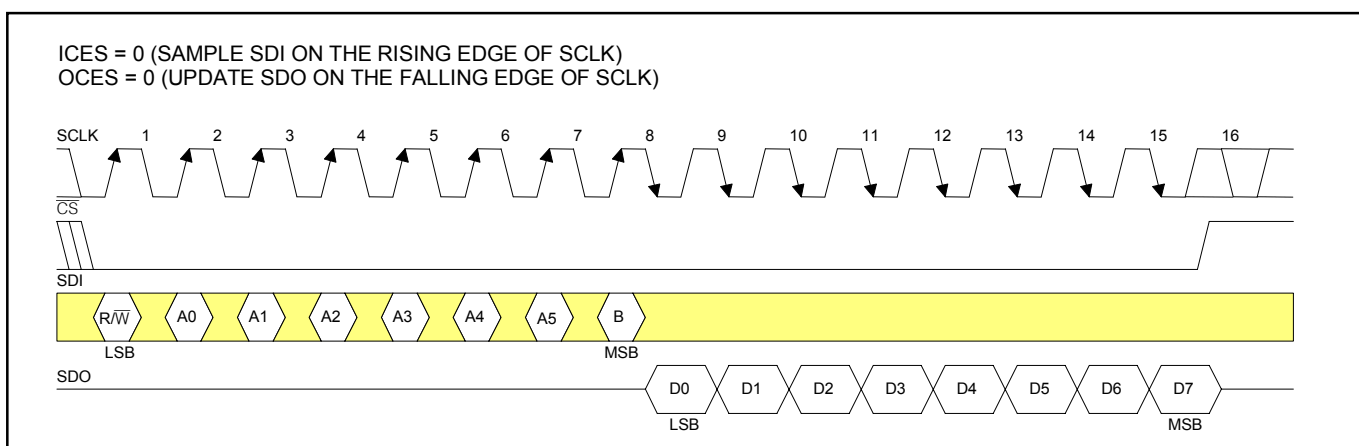 ICES = 0 (SAMPLE SDI ON THE RISING EDGE OF SCLK)
OCES = 0 (UPDATE SDO ON THE FALLING EDGE OF SCLK)
SCLK 1 2 3 4 5 6 7 8 9 10 11 12 13 14 15 16
C̅S̅
SDI
R/W̅ A0 A1 A2 A3 A4 A5 B
LSB MSB
SDO
D0 D1 D2 D3 D4 D5 D6 D7
LSB MSB